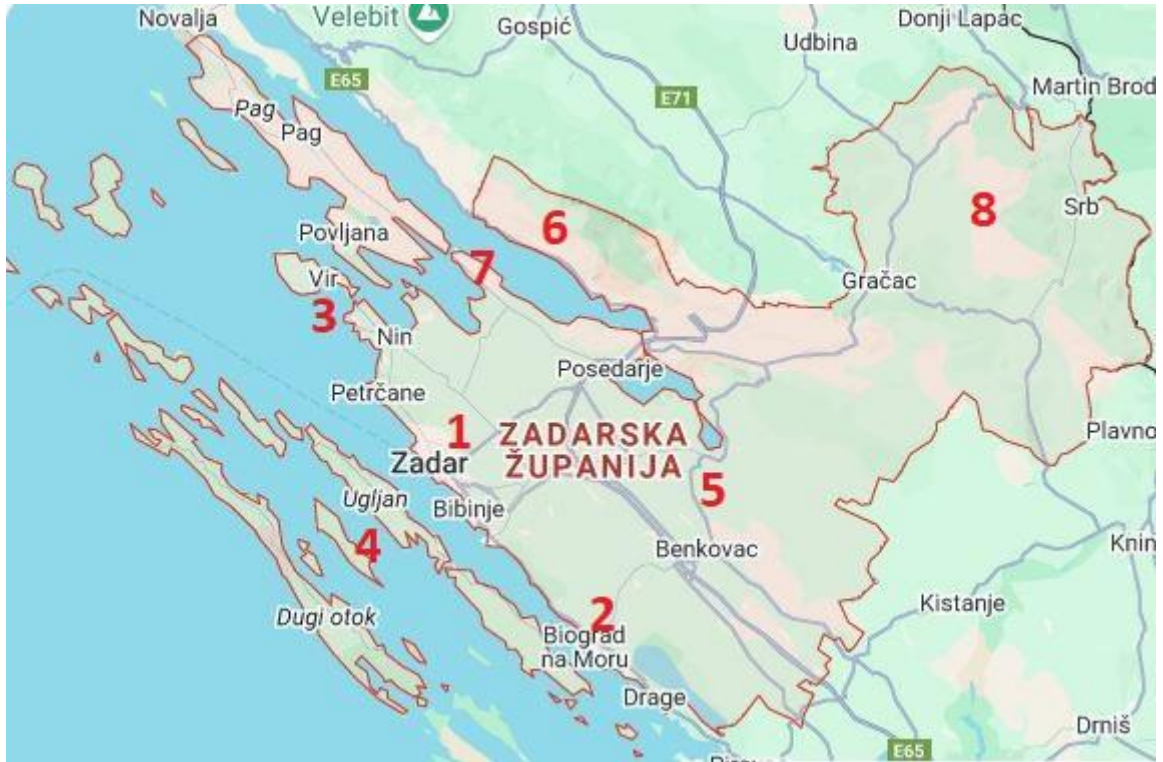 Novalja
Velebit
Gospić
Donji Lapac
Udbina
E65
E71
Martin Brod
Pag
Pag
6
8
Srb
Povljana
7
Vir
Gračac
3
Nin
Posedarje
Petrčane
1
ZADARSKA
ŽUPANIJA
Plavno
Zadar
Ugljan
5
Bibinje
4
Benkovac
Knin
2
Kistanje
Dugi otok
Biograd
na Moru
Drage
Drniš
E65